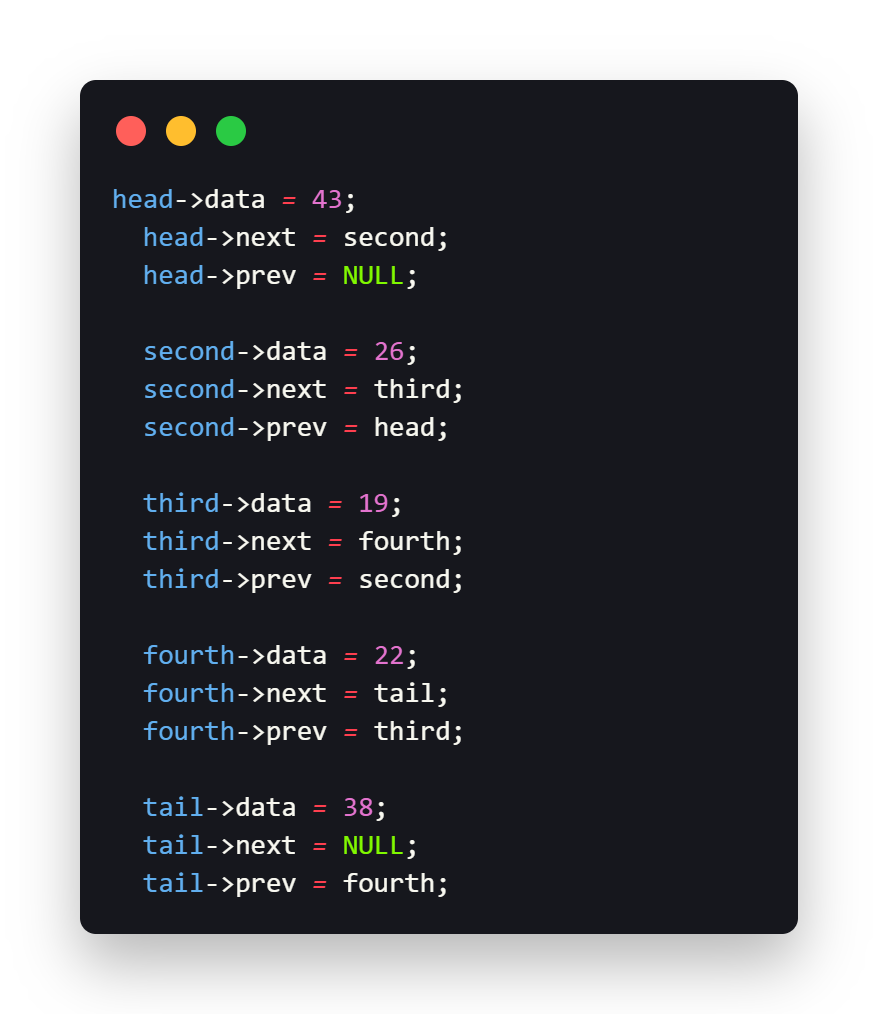 head->data = 43;
  head->next = second;
  head->prev = NULL;

  second->data = 26;
  second->next = third;
  second->prev = head;

  third->data = 19;
  third->next = fourth;
  third->prev = second;

  fourth->data = 22;
  fourth->next = tail;
  fourth->prev = third;

  tail->data = 38;
  tail->next = NULL;
  tail->prev = fourth;